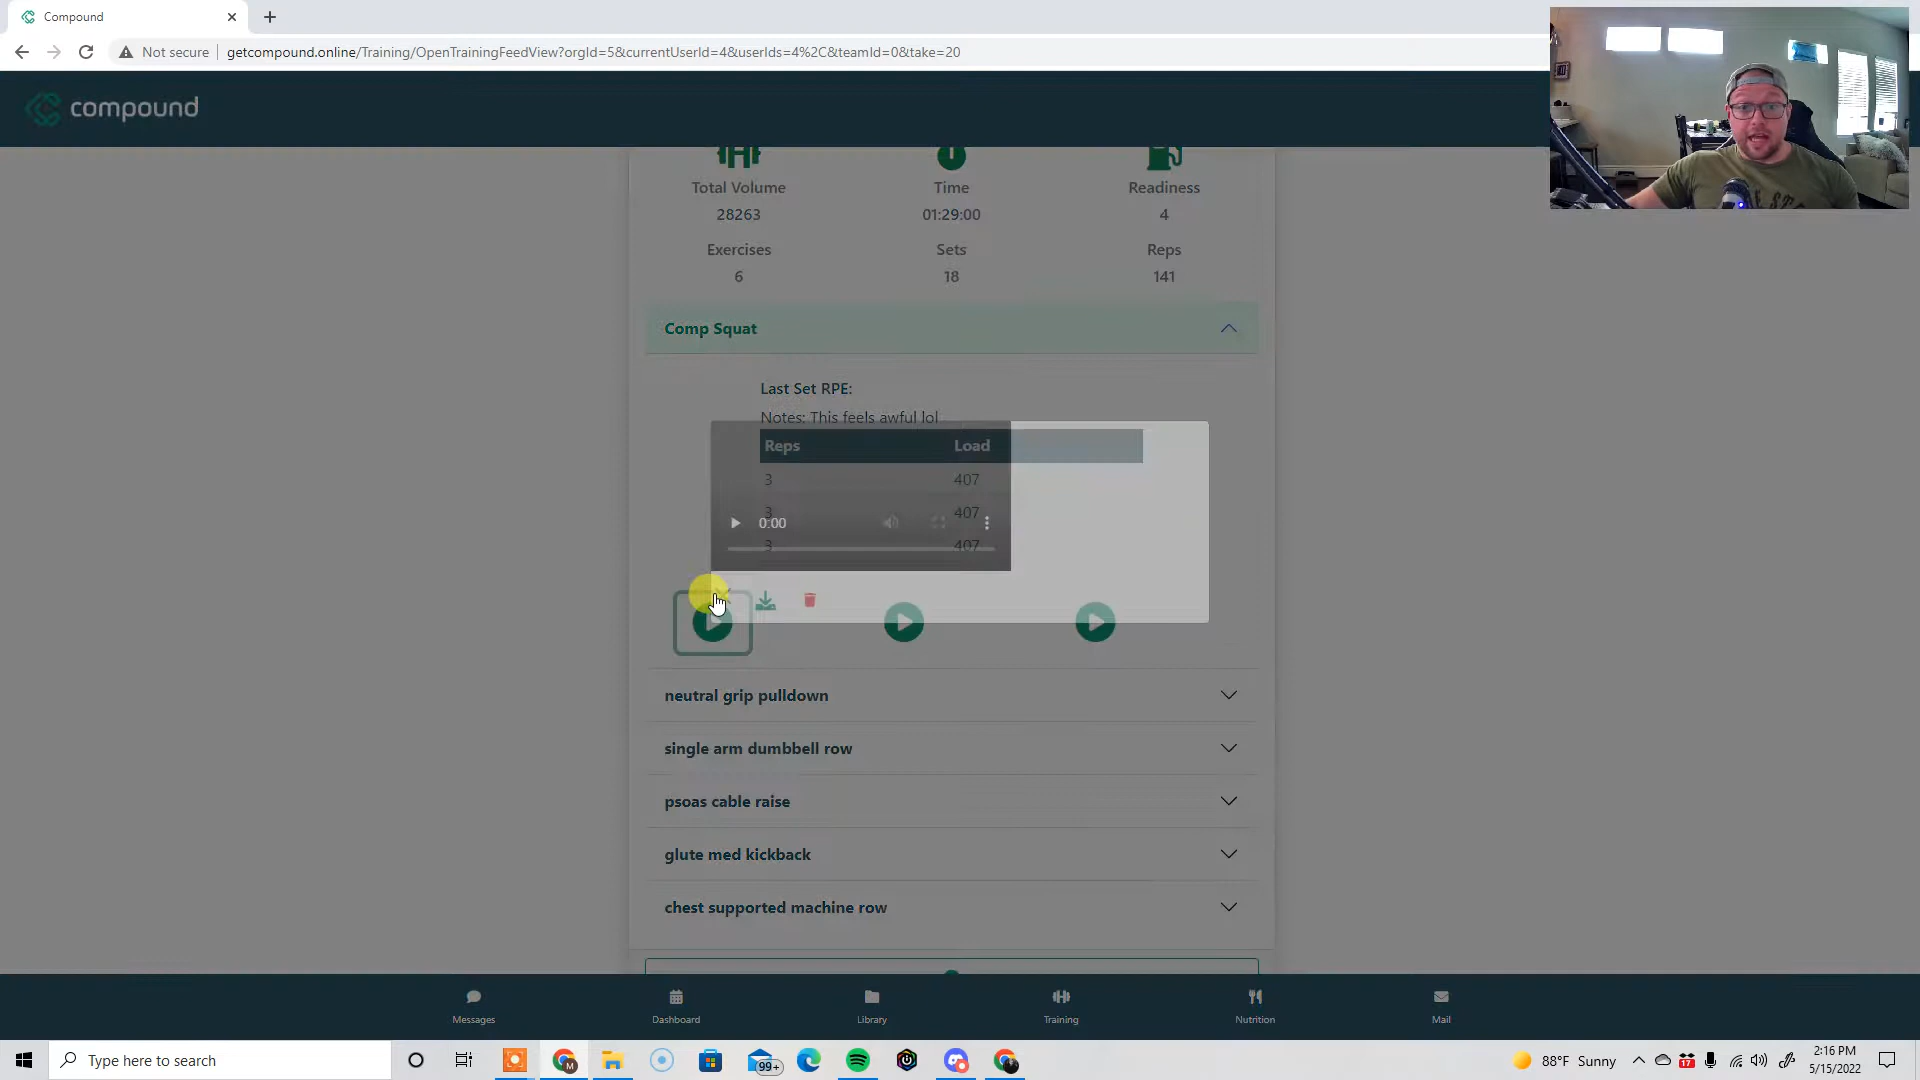 Compound
Not secure
getcompound.online/Training/OpenTrainingFeedView?orgId=5&currentUserId=4&userIds=4%2C&teamId=0&take=20
compound
Total Volume Time Readiness
28263 01:29:00 4
Exercises Sets Reps
6 18 141
Comp Squat
Last Set RPE:
Notes: This feels awful lol
Reps Load
3 407
3 407
0:00
3 407
neutral grip pulldown
single arm dumbbell row
psoas cable raise
glute med kickback
chest supported machine row
Messages Dashboard Library Training Nutrition Mail
Type here to search
99+
M
88°F Sunny
17
2:16 PM
5/15/2022